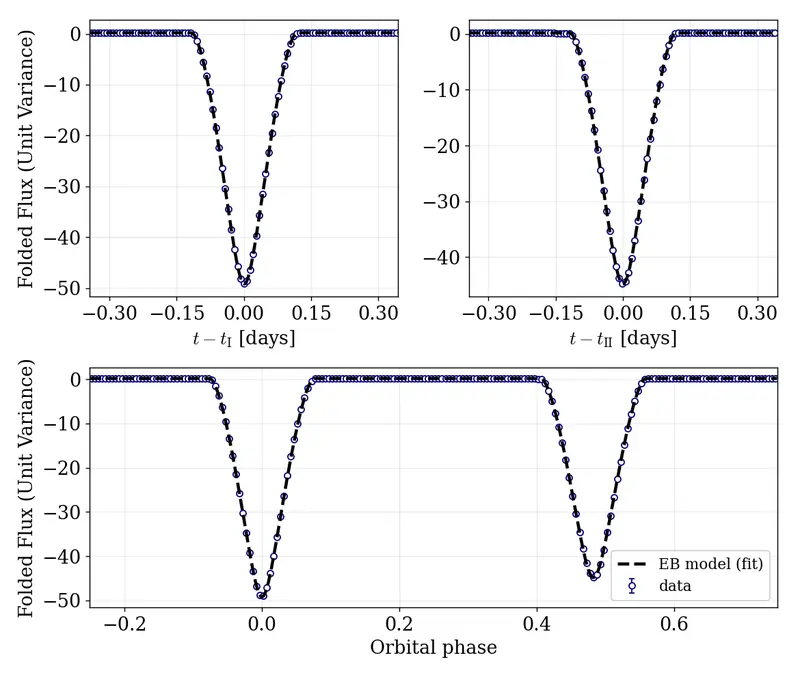 Folded Flux (Unit Variance)
0
−10
−20
−30
−40
−50
−0.30 −0.15 0.00 0.15 0.30
t − tI [days]
0
−10
−20
−30
−40
−0.30 −0.15 0.00 0.15 0.30
t − tII [days]
Folded Flux (Unit Variance)
0
−10
−20
−30
−40
−50
−0.2 0.0 0.2 0.4 0.6
Orbital phase
EB model (fit)
data